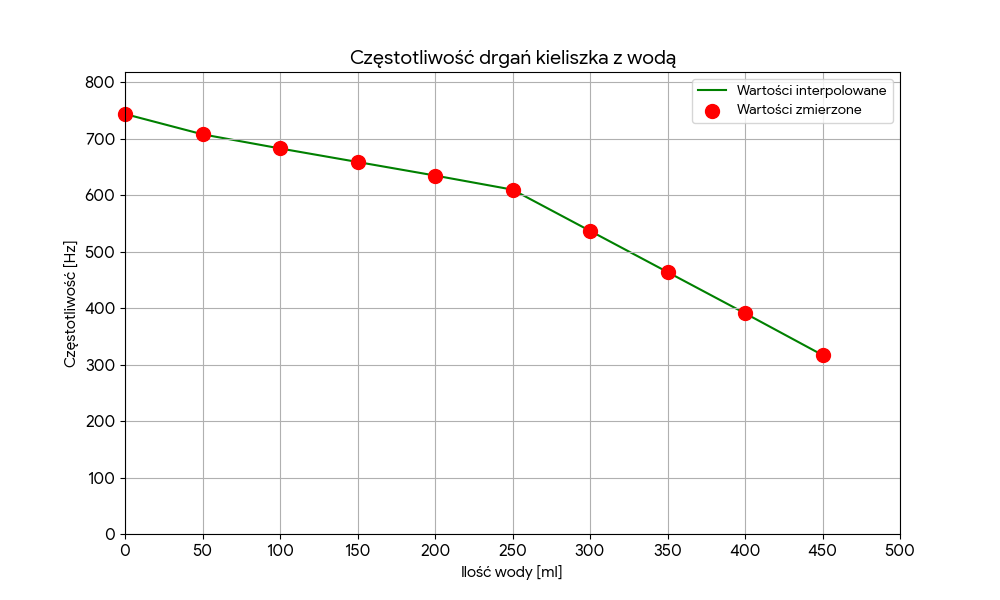 Częstotliwość drgań kieliszka z wodą
Wartości interpolowane
Wartości zmierzone
Częstotliwość [Hz]
800
700
600
500
400
300
200
100
0
0 50 100 150 200 250 300 350 400 450 500
Ilość wody [ml]